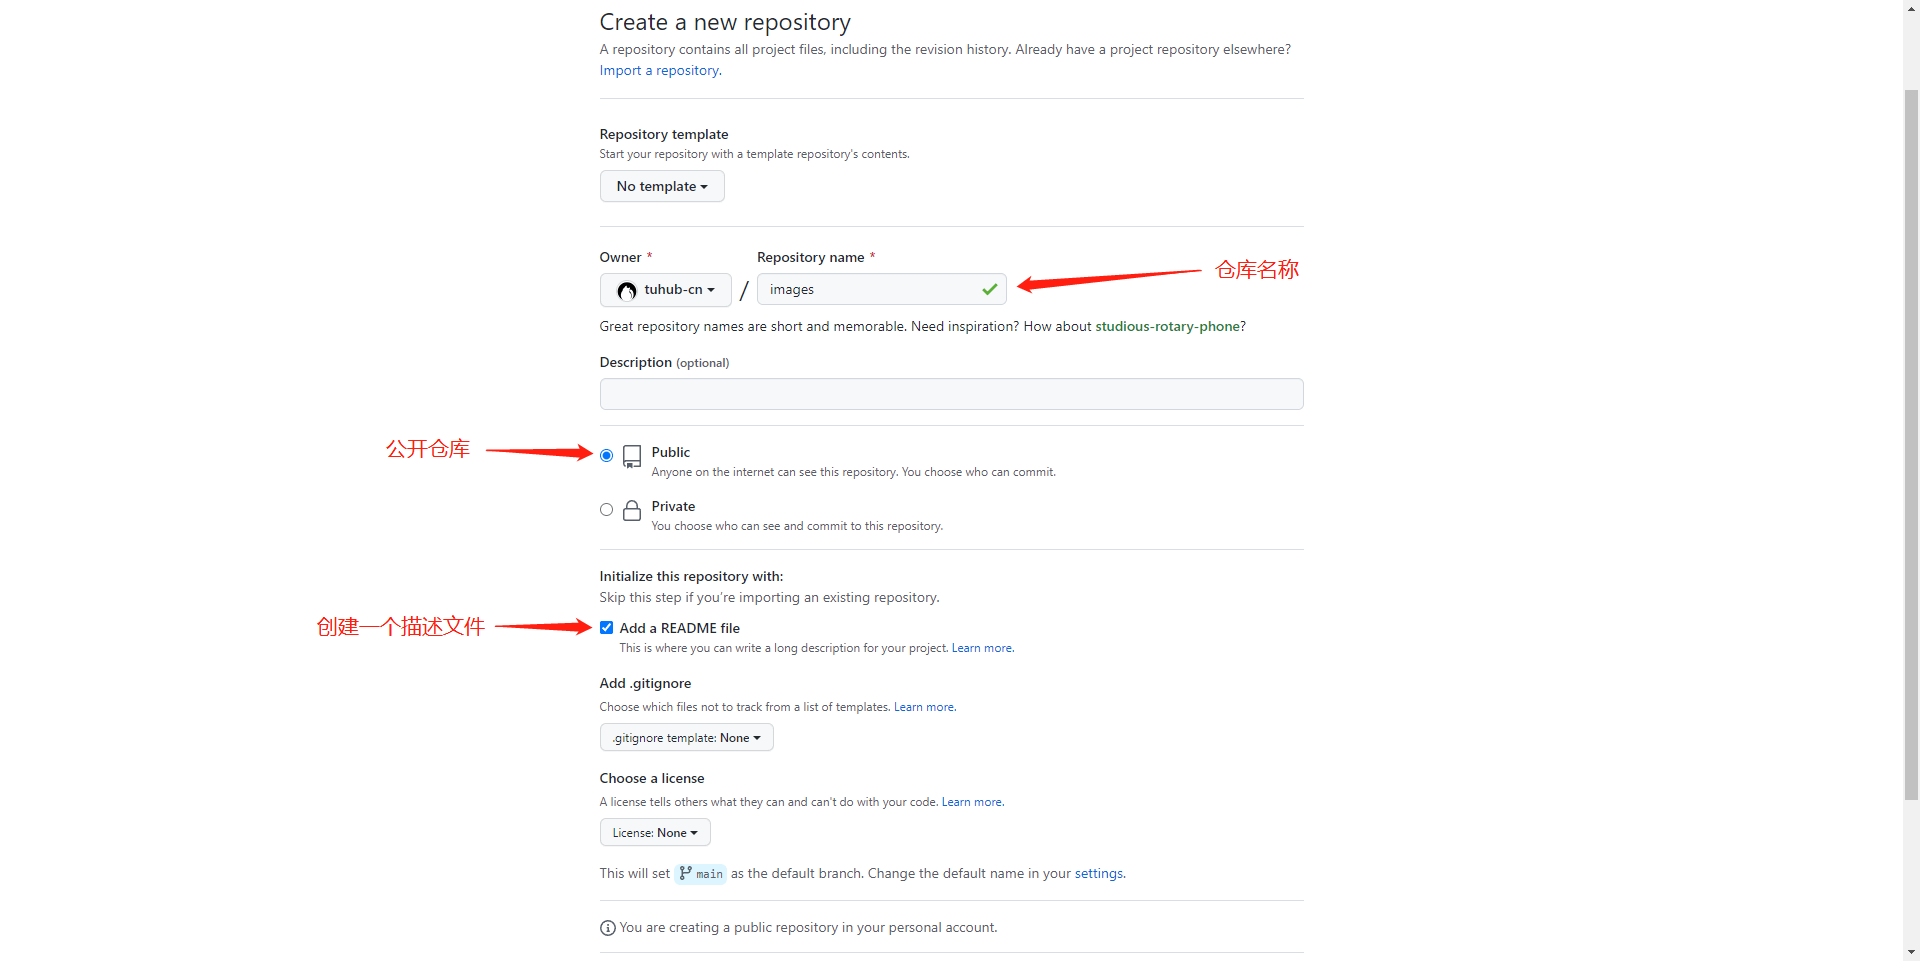 Create a new repository
A repository contains all project files, including the revision history. Already have a project repository elsewhere?
Import a repository.
Repository template
Start your repository with a template repository's contents.
No template
Owner *
Repository name *
tuhub-cn / images
仓库名称
Great repository names are short and memorable. Need inspiration? How about studious-rotary-phone?
Description (optional)
公开仓库
Public
Anyone on the internet can see this repository. You choose who can commit.
Private
You choose who can see and commit to this repository.
Initialize this repository with:
Skip this step if you're importing an existing repository.
创建一个描述文件
Add a README file
This is where you can write a long description for your project. Learn more.
Add .gitignore
Choose which files not to track from a list of templates. Learn more.
.gitignore template: None
Choose a license
A license tells others what they can and can't do with your code. Learn more.
License: None
This will set main as the default branch. Change the default name in your settings.
You are creating a public repository in your personal account.